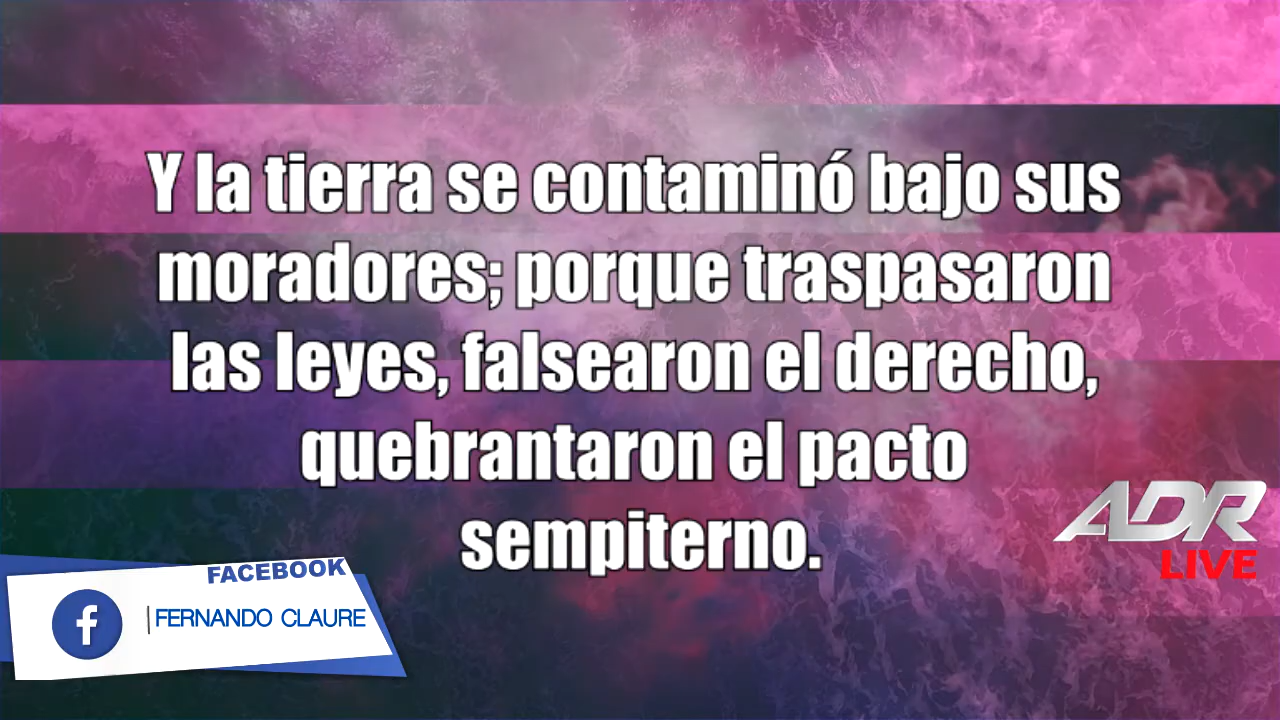 Y la tierra se contaminó bajo sus
moradores; porque traspasaron
las leyes, falsearon el derecho,
quebrantaron el pacto
sempiterno.
ADR
LIVE
FACEBOOK
f
FERNANDO CLAURE